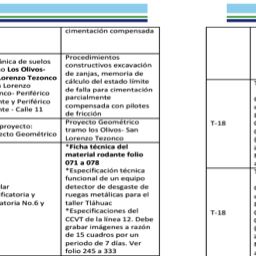 cimentación compensada
ánica de suelos
o Los Olivos-
Lorenzo Tezonco
Lorenzo
nco- Periférico
nte y Periférico
nte - Calle 11
Procedimientos
constructivos excavación
de zanjas, memoria de
cálculo del estado límite
de falla para cimentación
parcialmente
compensada con pilotes
de fricción
proyecto:
ecto Geométrico
Proyecto Geométrico
tramo los Olivos- San
Lorenzo Tezonco
lar
ificatoria y
atoria No.6 y
*Ficha técnica del
material rodante folio
071 a 078
*Especificación técnica
funcional de un equipo
detector de desgaste de
ruegas metálicas para el
taller Tláhuac
*Especificaciones del
CCVT de la línea 12. Debe
grabar imágenes a razón
de 15 cuadros por un
periodo de 7 días. Ver
folio 245 a 333
T-18
T-18